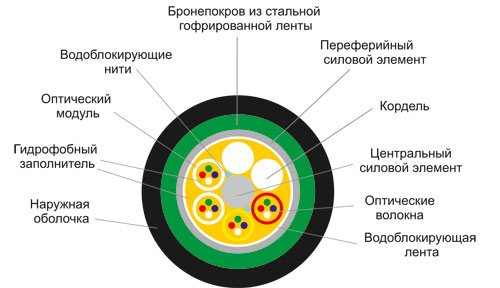 Бронепокров из стальной
гофрированной ленты
Водоблокирующие
нити
Переферийный
силовой элемент
Оптический
модуль
Кордель
Гидрофобный
заполнитель
Центральный
силовой элемент
Наружная
оболочка
Оптические
волокна
Водоблокирующая
лента